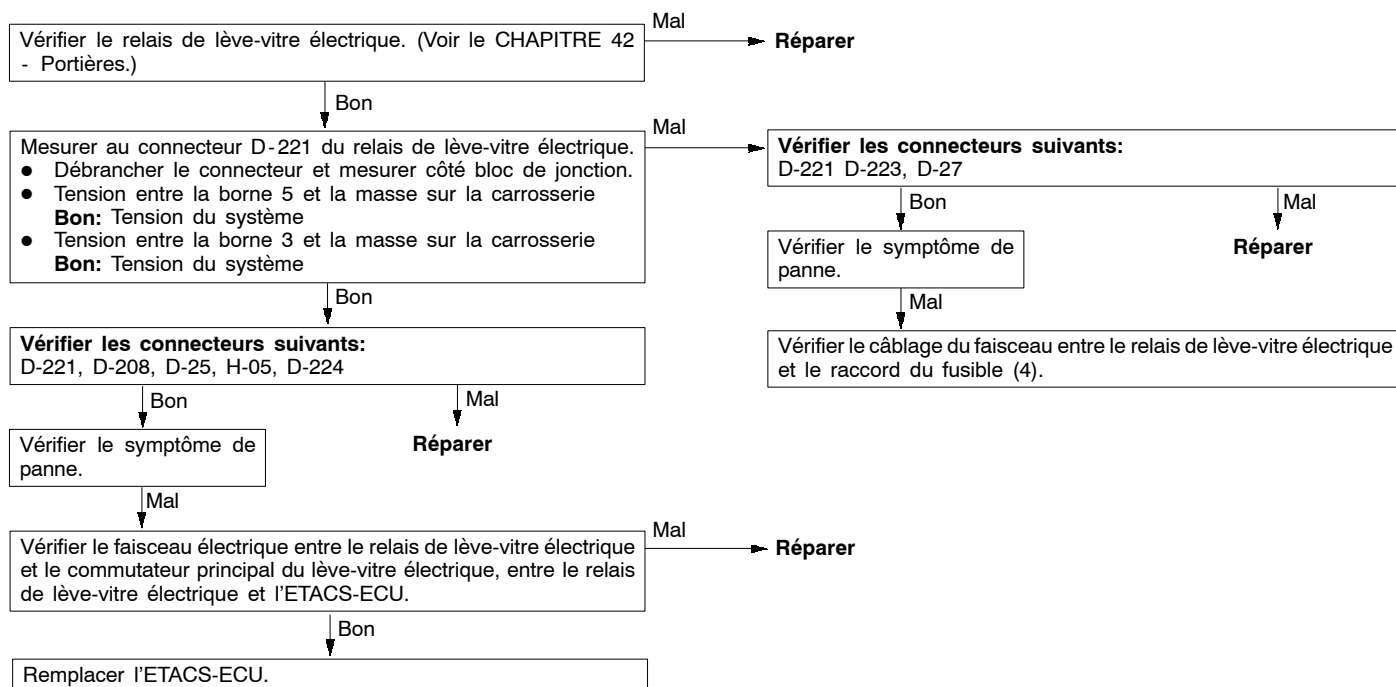 Vérifier le relais de lève-vitre électrique. (Voir le CHAPITRE 42
- Portières.)
Mal
Réparer
Bon
Mesurer au connecteur D-221 du relais de lève-vitre électrique.
● Débrancher le connecteur et mesurer côté bloc de jonction.
● Tension entre la borne 5 et la masse sur la carrosserie
Bon: Tension du système
● Tension entre la borne 3 et la masse sur la carrosserie
Bon: Tension du système
Mal
Vérifier les connecteurs suivants:
D-221 D-223, D-27
Bon
Mal
Vérifier le symptôme de
panne.
Réparer
Mal
Vérifier le câblage du faisceau entre le relais de lève-vitre électrique
et le raccord du fusible (4).
Bon
Vérifier les connecteurs suivants:
D-221, D-208, D-25, H-05, D-224
Bon
Mal
Vérifier le symptôme de
panne.
Réparer
Mal
Vérifier le faisceau électrique entre le relais de lève-vitre électrique
et le commutateur principal du lève-vitre électrique, entre le relais
de lève-vitre électrique et l'ETACS-ECU.
Mal
Réparer
Bon
Remplacer l'ETACS-ECU.